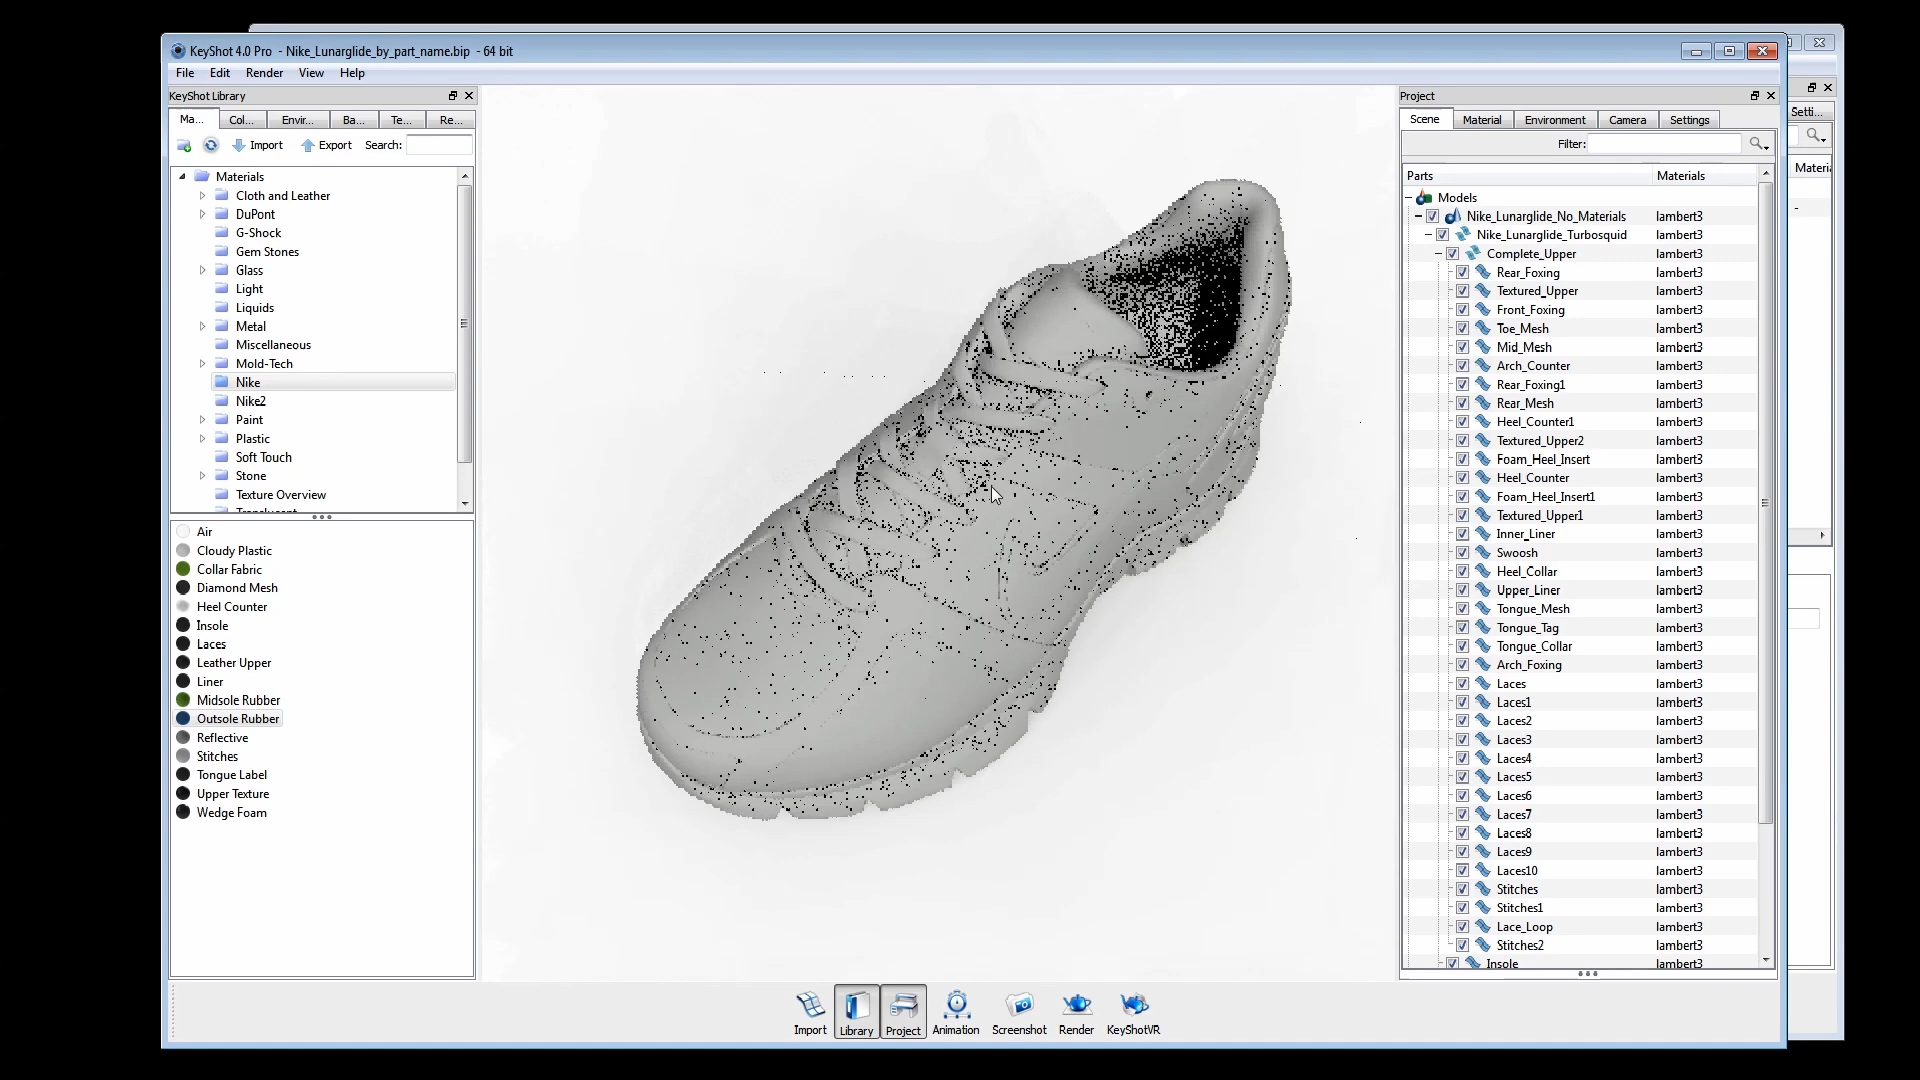 KeyShot 4.0 Pro - Nike_Lunarglide_by_part_name.bip - 64 bit
File Edit Render View Help
KeyShot Library
Ma... Col... Envir... Ba... Te... Re...
Import Export Search:
Materials
Cloth and Leather
DuPont
G-Shock
Gem Stones
Glass
Light
Liquids
Metal
Miscellaneous
Mold-Tech
Nike
Nike2
Paint
Plastic
Soft Touch
Stone
Texture Overview
Air
Cloudy Plastic
Collar Fabric
Diamond Mesh
Heel Counter
Insole
Laces
Leather Upper
Liner
Midsole Rubber
Outsole Rubber
Reflective
Stitches
Tongue Label
Upper Texture
Wedge Foam
Import Library Project Animation Screenshot Render KeyShotVR
Project
Scene Material Environment Camera Settings
Filter:
Parts Materials
Models
Nike_Lunarglide_No_Materials lambert3
Nike_Lunarglide_Turbosquid lambert3
Complete_Upper lambert3
Rear_Foxing lambert3
Textured_Upper lambert3
Front_Foxing lambert3
Toe_Mesh lambert3
Mid_Mesh lambert3
Arch_Counter lambert3
Rear_Foxing1 lambert3
Rear_Mesh lambert3
Heel_Counter1 lambert3
Textured_Upper2 lambert3
Foam_Heel_Insert lambert3
Heel_Counter lambert3
Foam_Heel_Insert1 lambert3
Textured_Upper1 lambert3
Inner_Liner lambert3
Swoosh lambert3
Heel_Collar lambert3
Upper_Liner lambert3
Tongue_Mesh lambert3
Tongue_Tag lambert3
Tongue_Collar lambert3
Arch_Foxing lambert3
Laces lambert3
Laces1 lambert3
Laces2 lambert3
Laces3 lambert3
Laces4 lambert3
Laces5 lambert3
Laces6 lambert3
Laces7 lambert3
Laces8 lambert3
Laces9 lambert3
Laces10 lambert3
Stitches lambert3
Stitches1 lambert3
Lace_Loop lambert3
Stitches2 lambert3
Insole lambert3
Setti...
Materia